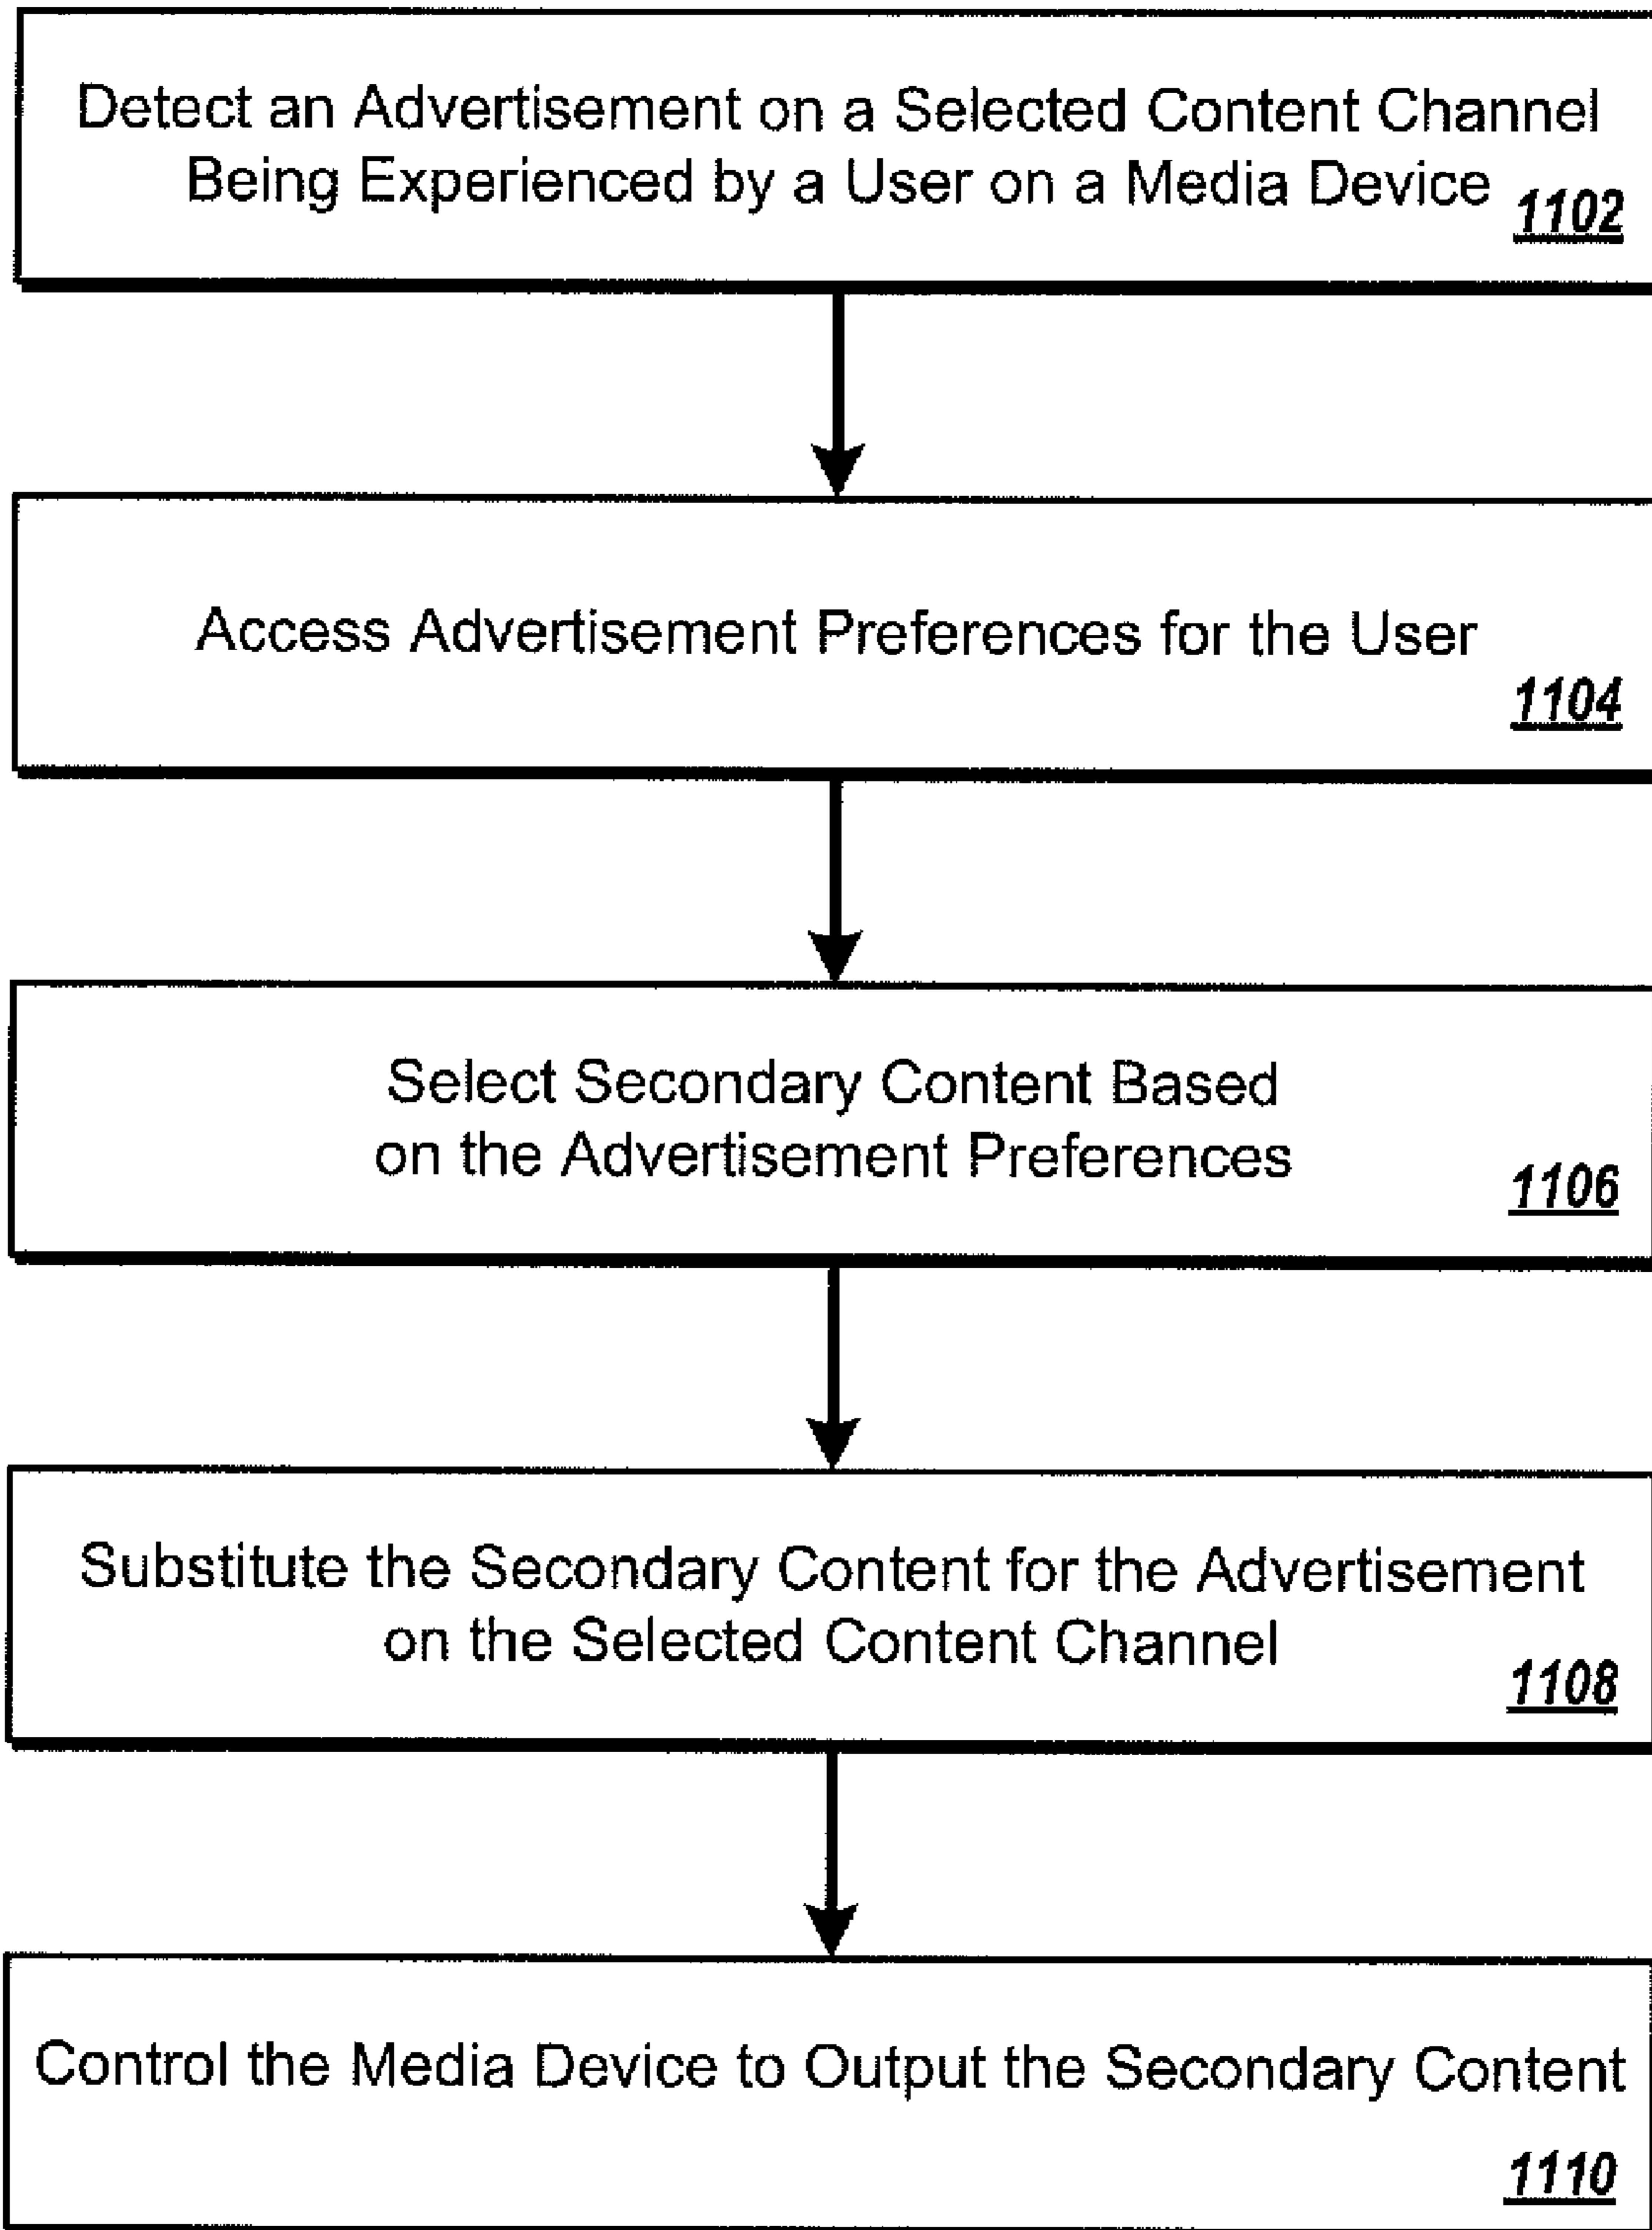 Detect an Advertisement on a Selected Content Channel
Being Experienced by a User on a Media Device
1102
Access Advertisement Preferences for the User
1104
Select Secondary Content Based
on the Advertisement Preferences
1106
Substitute the Secondary Content for the Advertisement
on the Selected Content Channel
1108
Control the Media Device to Output the Secondary Content
1110